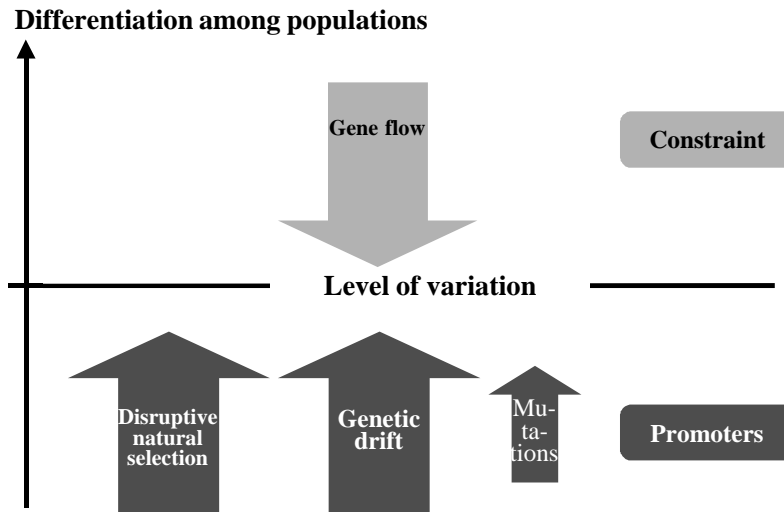 Differentiation among populations
Gene flow
Constraint
Level of variation
Disruptive
natural
selection
Genetic
drift
Mu-
ta-
tions
Promoters